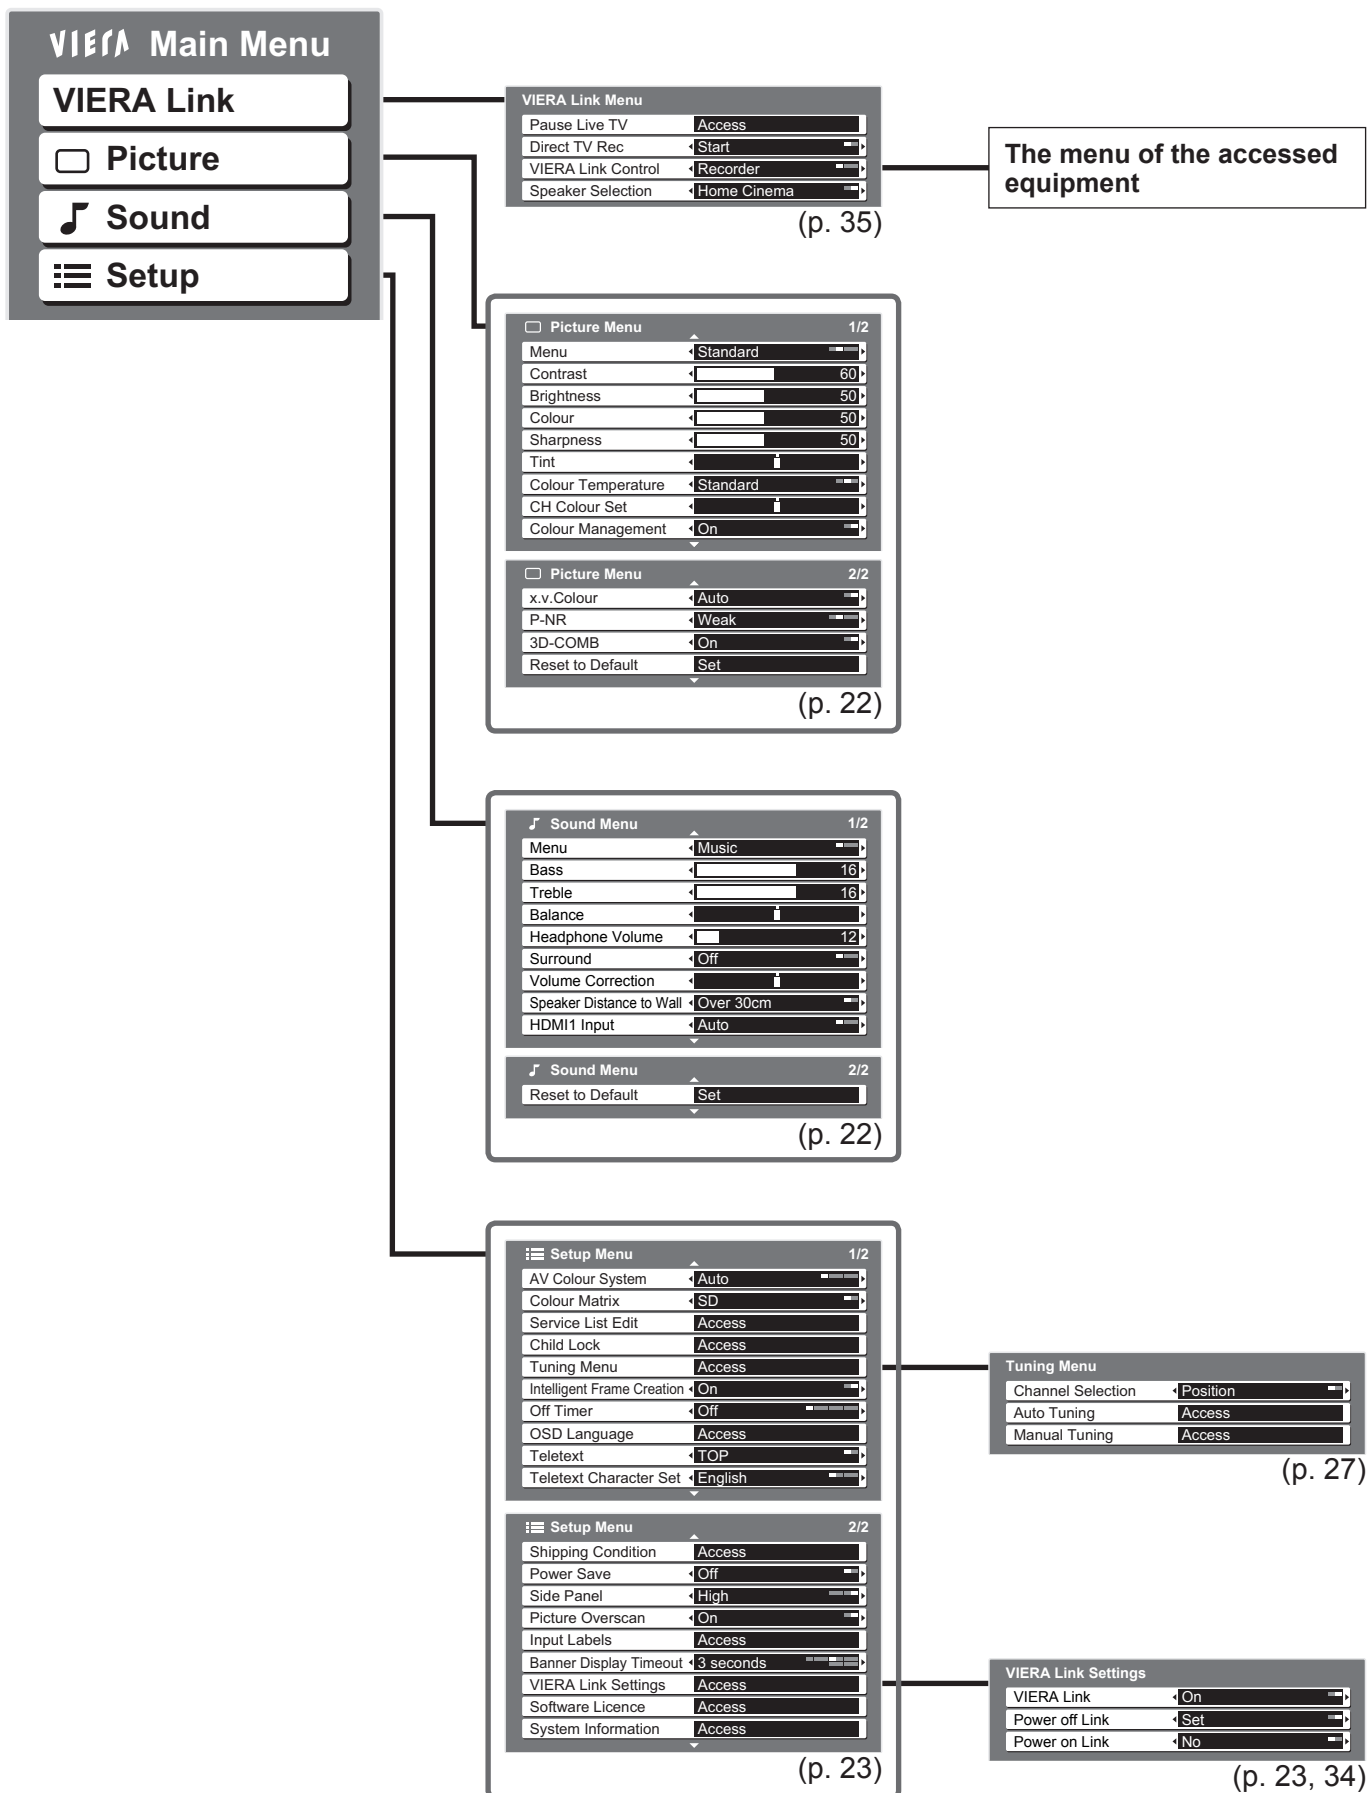 VIERA Main Menu
VIERA Link
Picture
Sound
Setup
VIERA Link Menu
Pause Live TV Access
Direct TV Rec Start
VIERA Link Control Recorder
Speaker Selection Home Cinema
(p. 35)
The menu of the accessed
equipment
Picture Menu 1/2
Menu Standard
Contrast 60
Brightness 50
Colour 50
Sharpness 50
Tint
Colour Temperature Standard
CH Colour Set
Colour Management On
Picture Menu 2/2
x.v.Colour Auto
P-NR Weak
3D-COMB On
Reset to Default Set
(p. 22)
Sound Menu 1/2
Menu Music
Bass 16
Treble 16
Balance
Headphone Volume 12
Surround Off
Volume Correction
Speaker Distance to Wall Over 30cm
HDMI1 Input Auto
Sound Menu 2/2
Reset to Default Set
(p. 22)
Setup Menu 1/2
AV Colour System Auto
Colour Matrix SD
Service List Edit Access
Child Lock Access
Tuning Menu Access
Intelligent Frame Creation On
Off Timer Off
OSD Language Access
Teletext TOP
Teletext Character Set English
Tuning Menu
Channel Selection Position
Auto Tuning Access
Manual Tuning Access
(p. 27)
Setup Menu 2/2
Shipping Condition Access
Power Save Off
Side Panel High
Picture Overscan On
Input Labels Access
Banner Display Timeout 3 seconds
VIERA Link Settings Access
Software Licence Access
System Information Access
(p. 23)
VIERA Link Settings
VIERA Link On
Power off Link Set
Power on Link No
(p. 23, 34)